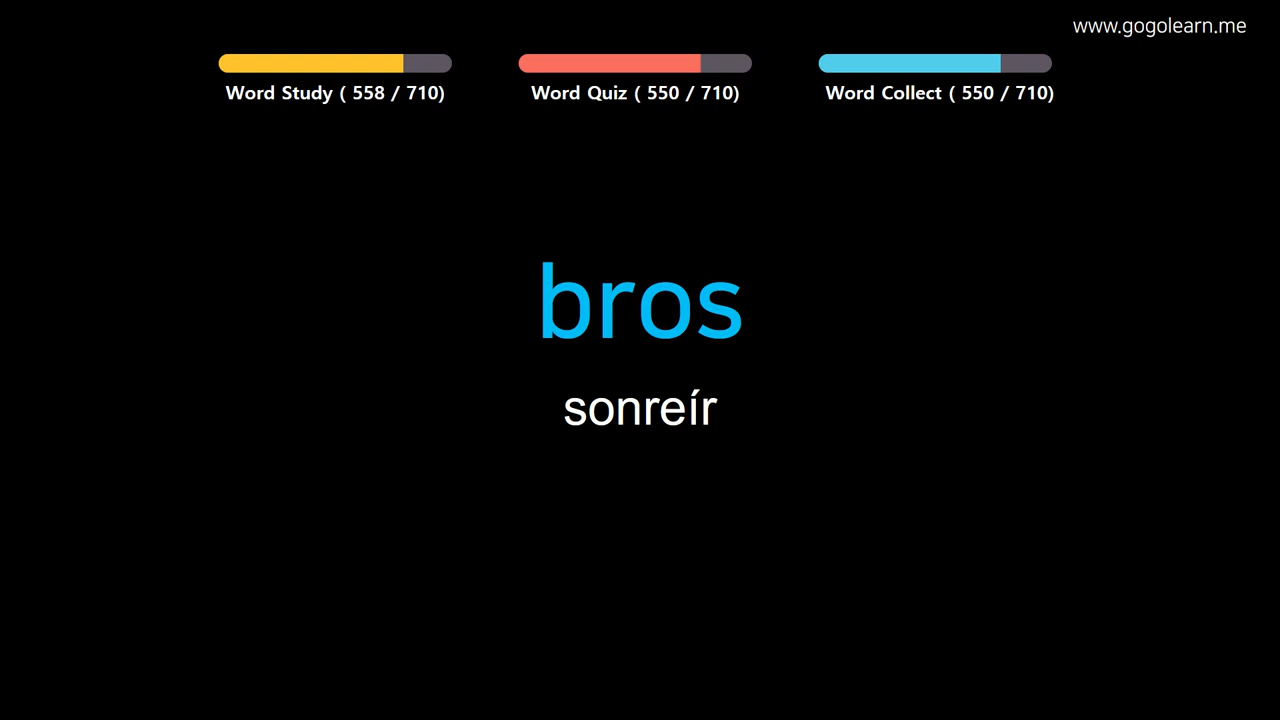 www.gogolearn.me
Word Study ( 558 / 710)
Word Quiz ( 550 / 710)
Word Collect ( 550 / 710)
bros
sonreír